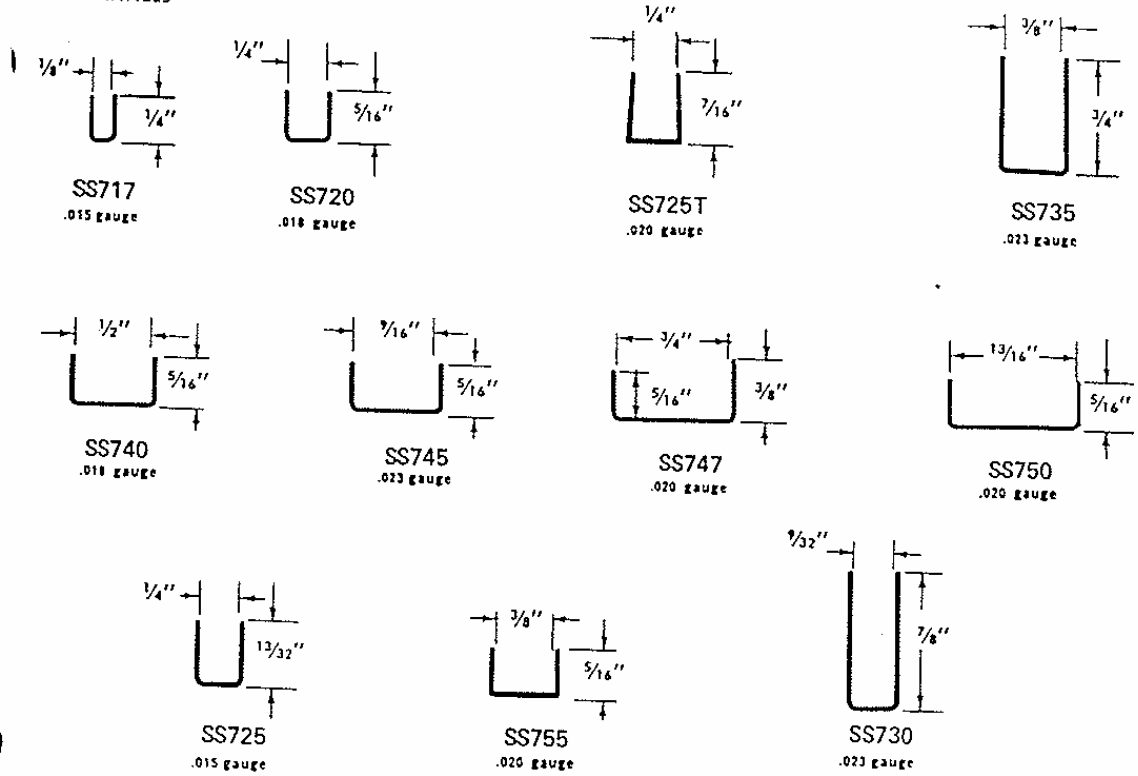 1/4"
3/8"
1/8"
1/4"
1/4"
5/16"
7/16"
3/4"
SS717
.015 gauge
SS720
.018 gauge
SS725T
.020 gauge
SS735
.023 gauge
1/2"
5/16"
9/16"
5/16"
3/4"
5/16"
3/8"
13/16"
5/16"
SS740
.018 gauge
SS745
.023 gauge
SS747
.020 gauge
SS750
.020 gauge
1/4"
13/32"
3/8"
5/16"
9/32"
7/8"
SS725
.015 gauge
SS755
.020 gauge
SS730
.023 gauge